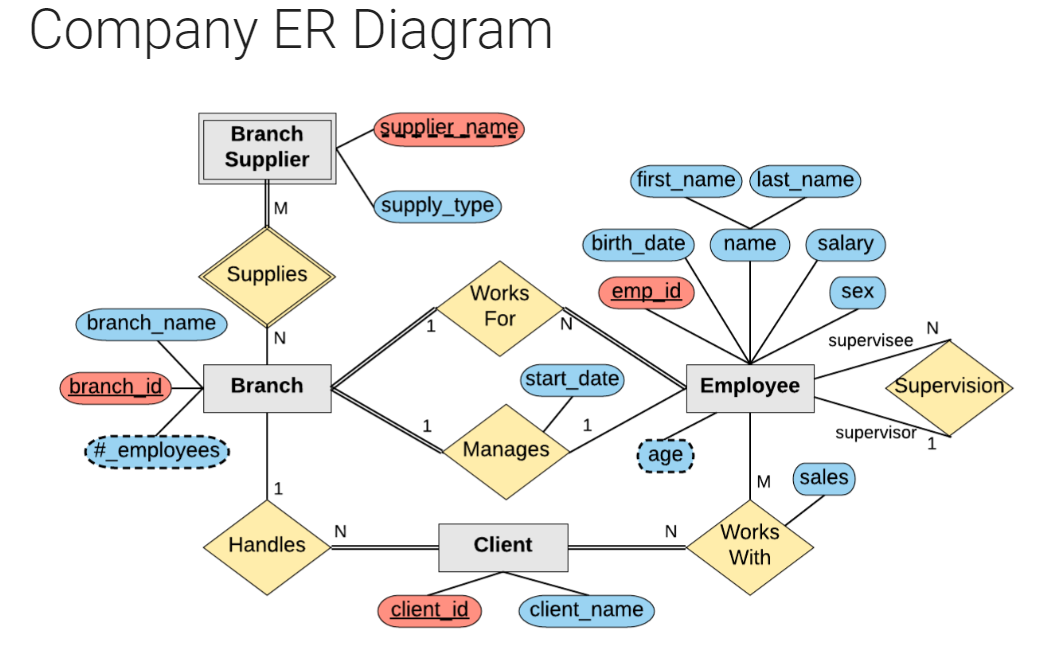 Company ER Diagram
Branch
Supplier
supplier_name
supply_type
M
Supplies
N
branch_name
branch_id
#_employees
Branch
1
Works
For
N
start_date
1
Manages
1
first_name
last_name
birth_date
name
salary
emp_id
sex
Employee
supervisee
N
Supervision
supervisor
1
age
M
sales
1
Handles
N
Client
N
Works
With
client_id
client_name